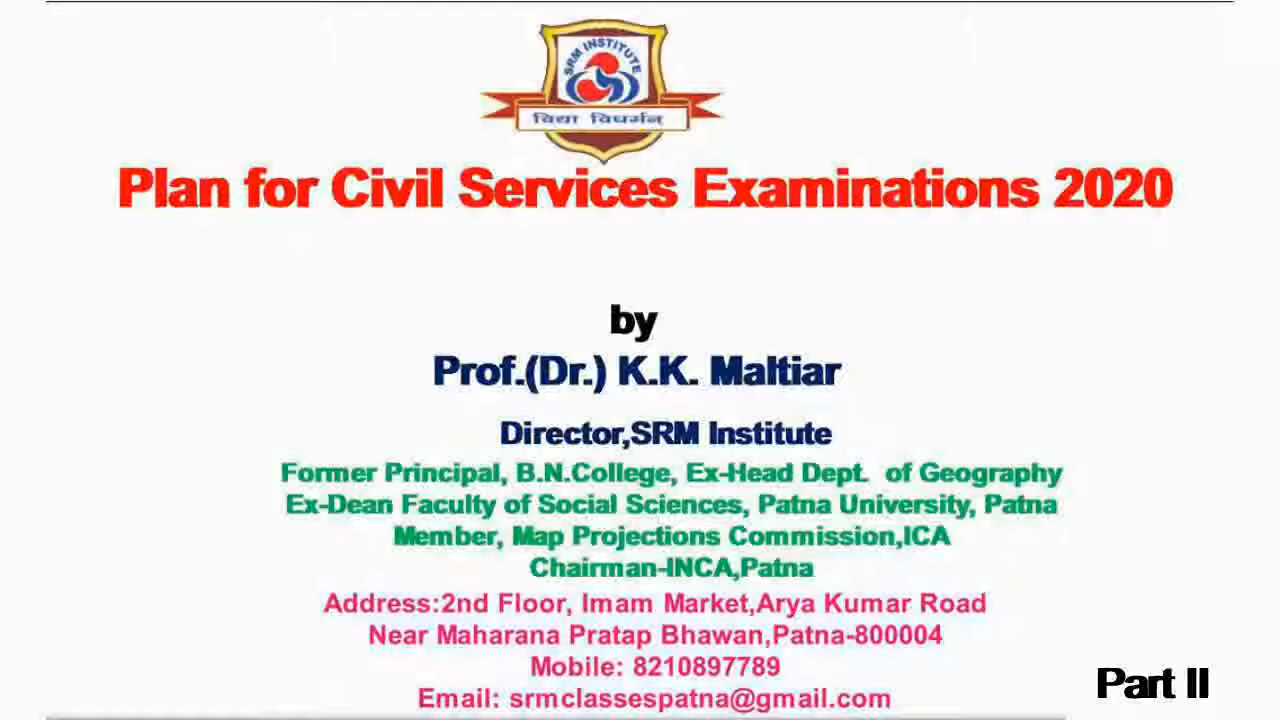 SRM INSTITUTE
विद्या विधर्मन्
Plan for Civil Services Examinations 2020
by
Prof.(Dr.) K.K. Maltiar
Director,SRM Institute
Former Principal, B.N.College, Ex-Head Dept. of Geography
Ex-Dean Faculty of Social Sciences, Patna University, Patna
Member, Map Projections Commission,ICA
Chairman-INCA,Patna
Address:2nd Floor, Imam Market,Arya Kumar Road
Near Maharana Pratap Bhawan,Patna-800004
Mobile: 8210897789
Email: srmclassespatna@gmail.com
Part II